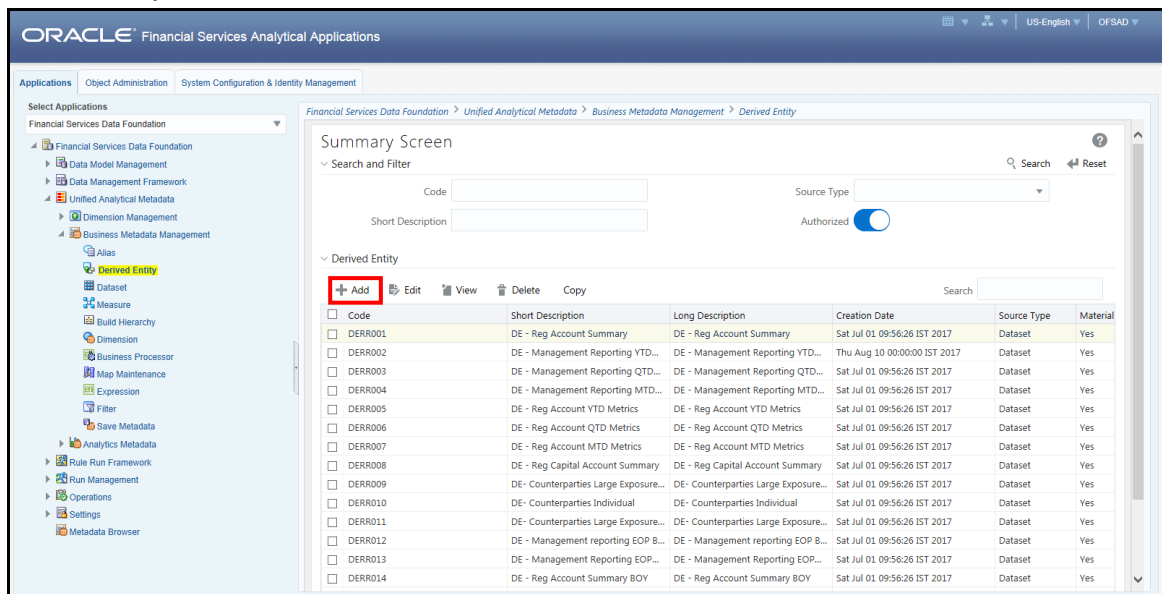 US-English OFSAD
ORACLE Financial Services Analytical Applications
Applications Object Administration System Configuration & Identity Management
Select Applications
Financial Services Data Foundation
Financial Services Data Foundation
Data Model Management
Data Management Framework
Unified Analytical Metadata
Dimension Management
Business Metadata Management
Alias
Derived Entity
Dataset
Measure
Build Hierarchy
Dimension
Business Processor
Map Maintenance
Expression
Filter
Save Metadata
Analytics Metadata
Rule Run Framework
Run Management
Operations
Settings
Metadata Browser
Financial Services Data Foundation > Unified Analytical Metadata > Business Metadata Management > Derived Entity
Summary Screen
Search and Filter Search Reset
Code Source Type
Short Description Authorized
Derived Entity
Add Edit View Delete Copy Search
Code Short Description Long Description Creation Date Source Type Material
DERR001 DE - Reg Account Summary DE - Reg Account Summary Sat Jul 01 09:56:26 IST 2017 Dataset Yes
DERR002 DE - Management Reporting YTD... DE - Management Reporting YTD... Thu Aug 10 00:00:00 IST 2017 Dataset Yes
DERR003 DE - Management Reporting QTD... DE - Management Reporting QTD... Sat Jul 01 09:56:26 IST 2017 Dataset Yes
DERR004 DE - Management Reporting MTD... DE - Management Reporting MTD... Sat Jul 01 09:56:26 IST 2017 Dataset Yes
DERR005 DE - Reg Account YTD Metrics DE - Reg Account YTD Metrics Sat Jul 01 09:56:26 IST 2017 Dataset Yes
DERR006 DE - Reg Account QTD Metrics DE - Reg Account QTD Metrics Sat Jul 01 09:56:26 IST 2017 Dataset Yes
DERR007 DE - Reg Account MTD Metrics DE - Reg Account MTD Metrics Sat Jul 01 09:56:26 IST 2017 Dataset Yes
DERR008 DE - Reg Capital Account Summary DE - Reg Capital Account Summary Sat Jul 01 09:56:26 IST 2017 Dataset Yes
DERR009 DE- Counterparties Large Exposure... DE- Counterparties Large Exposure... Sat Jul 01 09:56:26 IST 2017 Dataset Yes
DERR010 DE- Counterparties Individual DE- Counterparties Individual Sat Jul 01 09:56:26 IST 2017 Dataset Yes
DERR011 DE- Counterparties Large Exposure... DE- Counterparties Large Exposure... Sat Jul 01 09:56:26 IST 2017 Dataset Yes
DERR012 DE - Management reporting EOP B... DE - Management reporting EOP B... Sat Jul 01 09:56:26 IST 2017 Dataset Yes
DERR013 DE - Management Reporting EOP... DE - Management Reporting EOP... Sat Jul 01 09:56:26 IST 2017 Dataset Yes
DERR014 DE - Reg Account Summary BOY DE - Reg Account Summary BOY Sat Jul 01 09:56:26 IST 2017 Dataset Yes